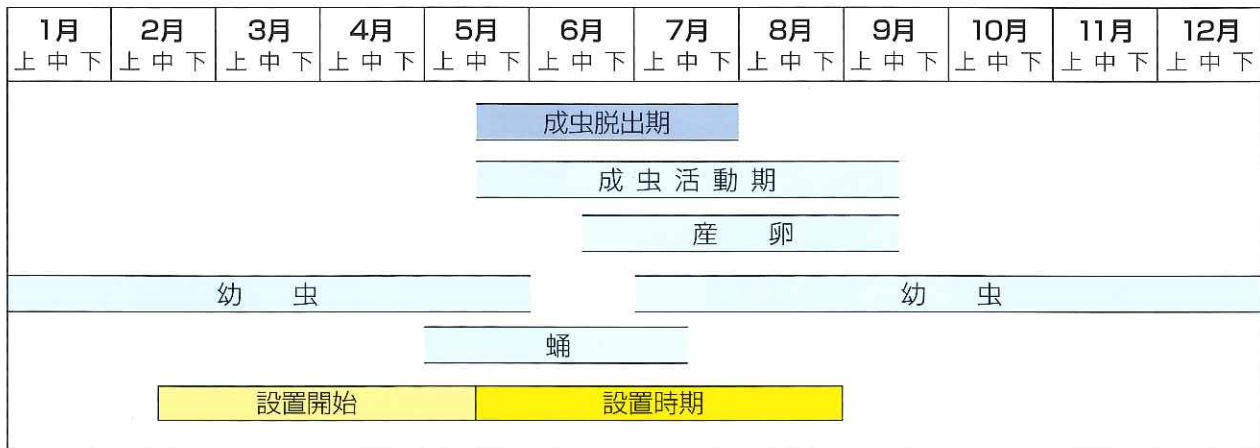 1月 2月 3月 4月 5月 6月 7月 8月 9月 10月 11月 12月
上 中 下 上 中 下 上 中 下 上 中 下 上 中 下 上 中 下 上 中 下 上 中 下 上 中 下 上 中 下 上 中 下 上 中 下
成虫脱出期
成虫活動期
産 卵
幼 虫 幼 虫
蛹
設置開始 設置時期